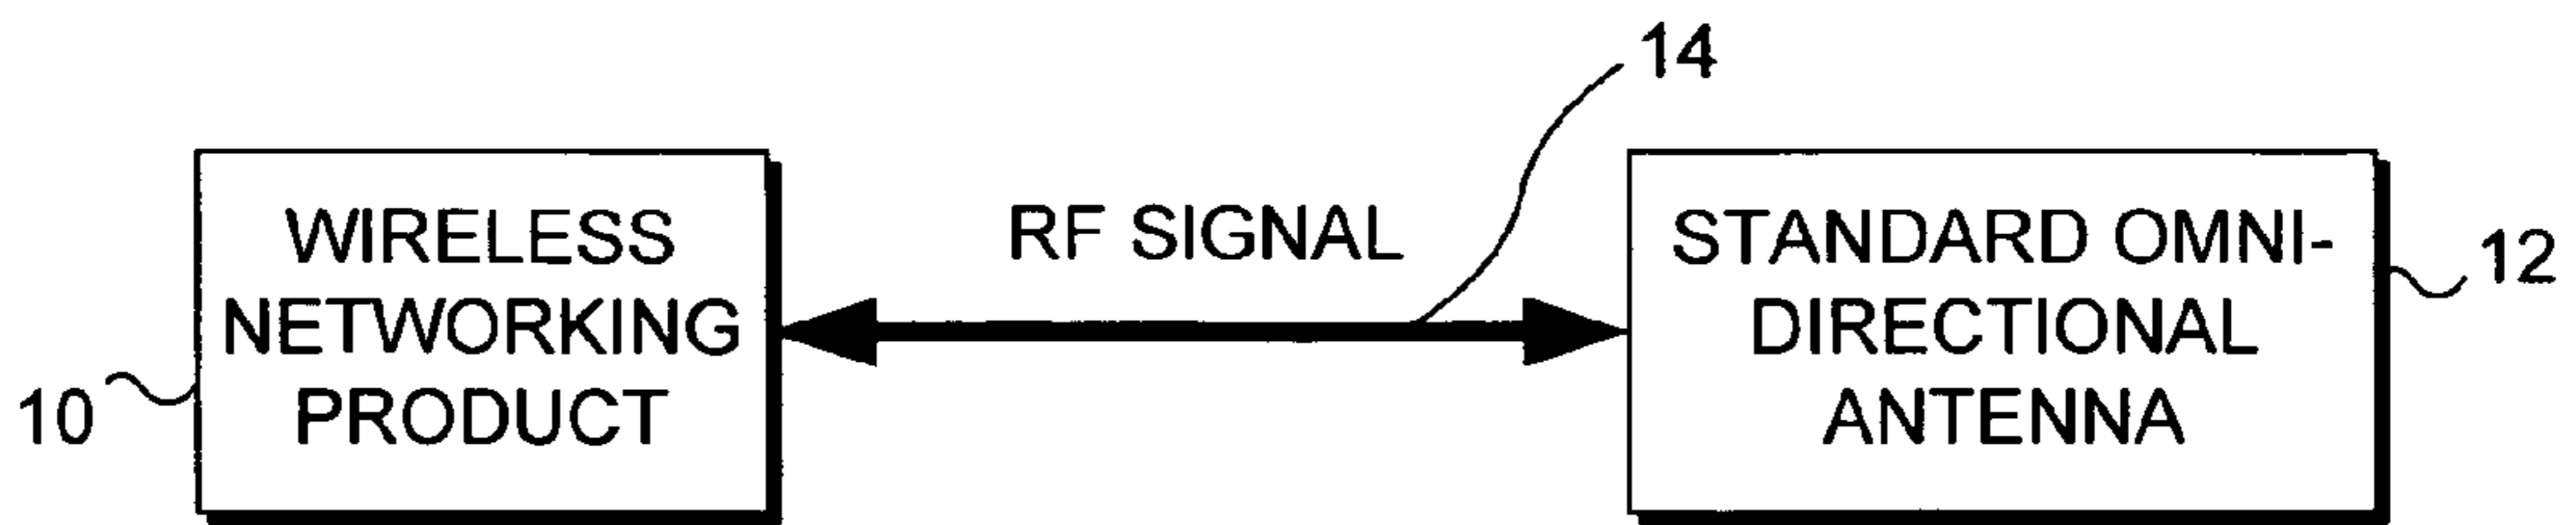 14
WIRELESS
NETWORKING
PRODUCT
10
RF SIGNAL
STANDARD OMNI-
DIRECTIONAL
ANTENNA
12